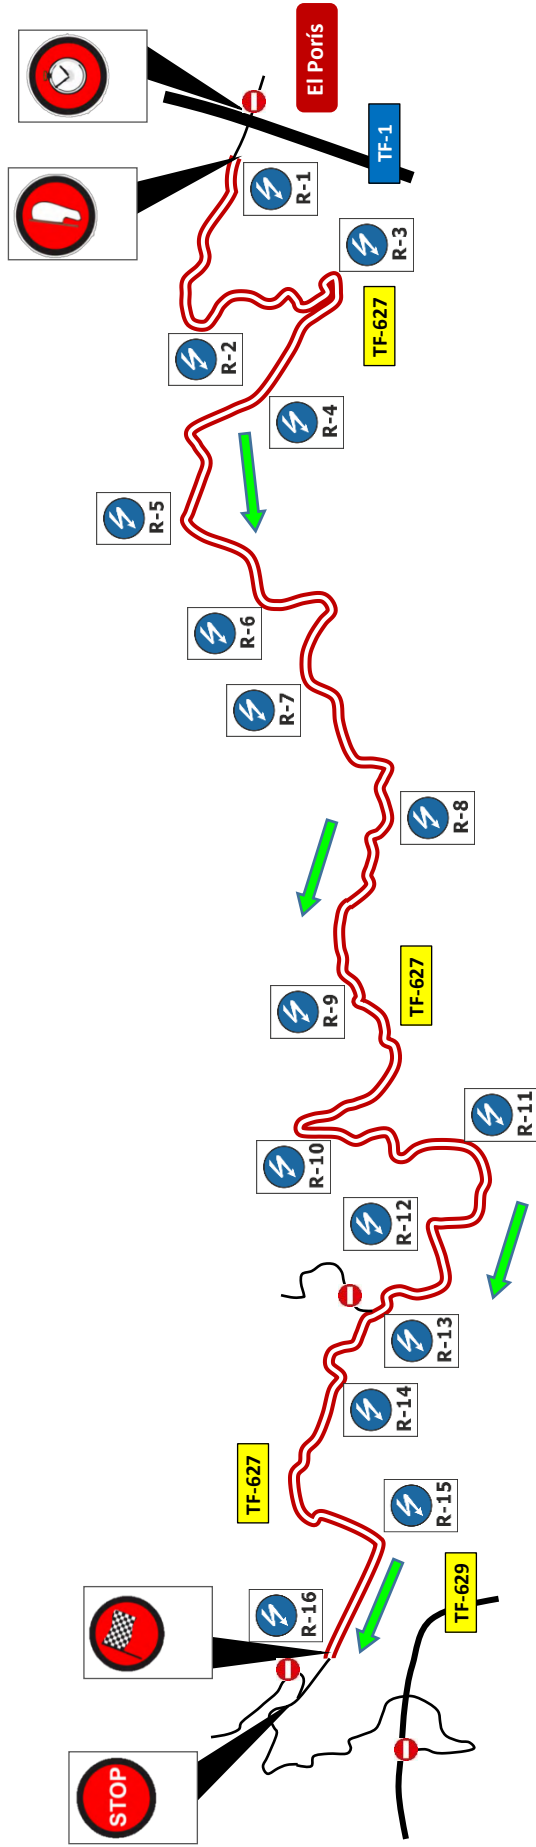 El Porís
TF-1
R-1
R-3
TF-627
R-2
R-4
R-5
R-6
R-7
R-8
R-9
TF-627
R-10
R-11
R-12
R-13
R-14
TF-627
R-15
R-16
TF-629
STOP